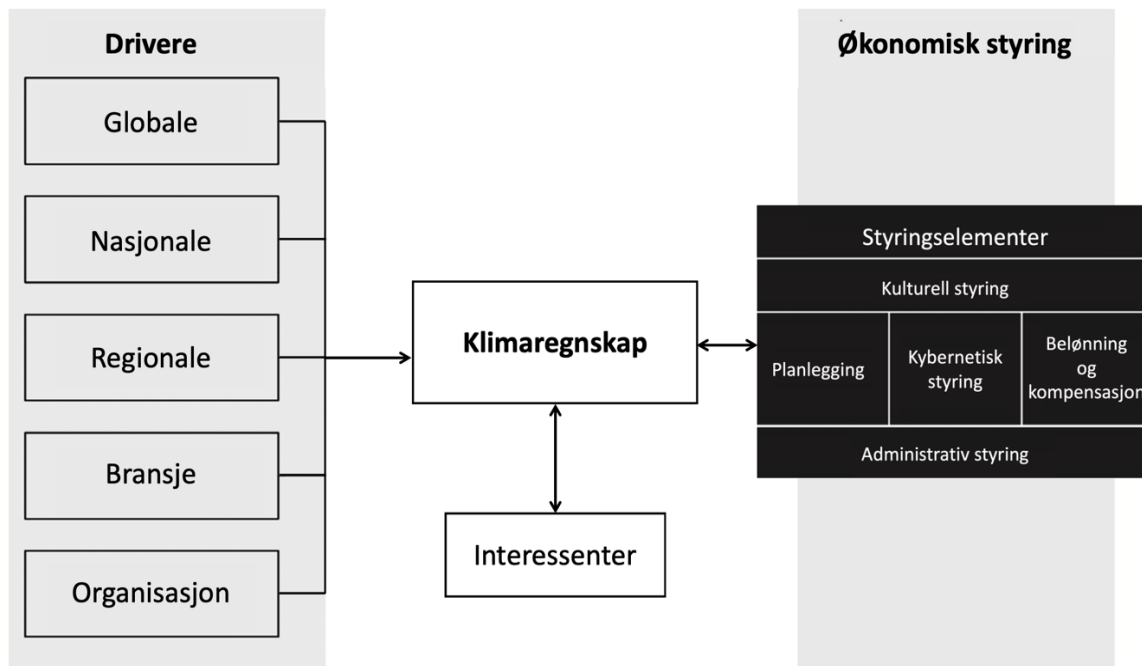 Drivere
Globale
Nasjonale
Regionale
Bransje
Organisasjon
Klimaregnskap
Interessenter
Økonomisk styring
Styringselementer
Kulturell styring
Planlegging
Kybernetisk
styring
Belønning
og
kompensasjon
Administrativ styring